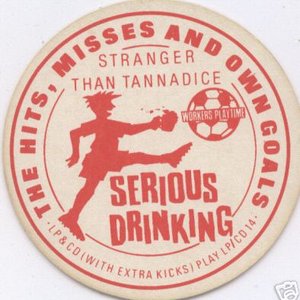 THE HITS, MISSES AND OWN GOALS
STRANGER
THAN TANNADICE
WORKERS PLAYTIME
SERIOUS
DRINKING
· LP & CD (WITH EXTRA KICKS) PLAY LP/CD 14 ·